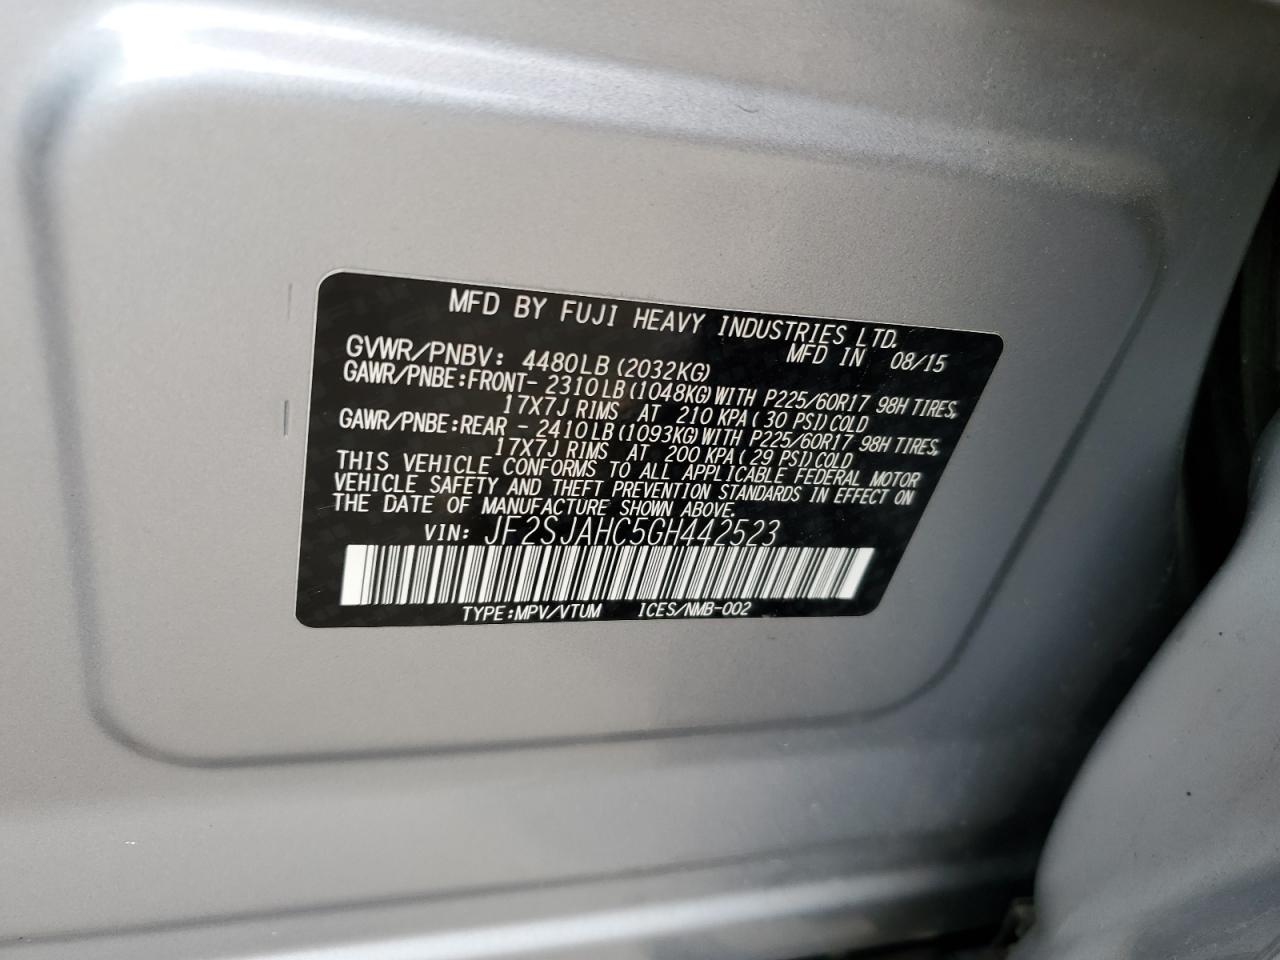 MFD BY FUJI HEAVY INDUSTRIES LTD.
MFD IN 08/15
GVWR/PNBV: 4480LB(2032KG)
GAWR/PNBE:FRONT- 2310LB(1048KG)WITH P225/60R17 98H TIRES,
17X7J RIMS AT 210 KPA( 30 PSI)COLD
GAWR/PNBE:REAR - 2410LB(1093KG)WITH P225/60R17 98H TIRES,
17X7J RIMS AT 200 KPA( 29 PSI)COLD
THIS VEHICLE CONFORMS TO ALL APPLICABLE FEDERAL MOTOR
VEHICLE SAFETY AND THEFT PREVENTION STANDARDS IN EFFECT ON
THE DATE OF MANUFACTURE SHOWN ABOVE.
VIN: JF2SJAHC5GH442523
TYPE:MPV/VTUM ICES/NMB-002